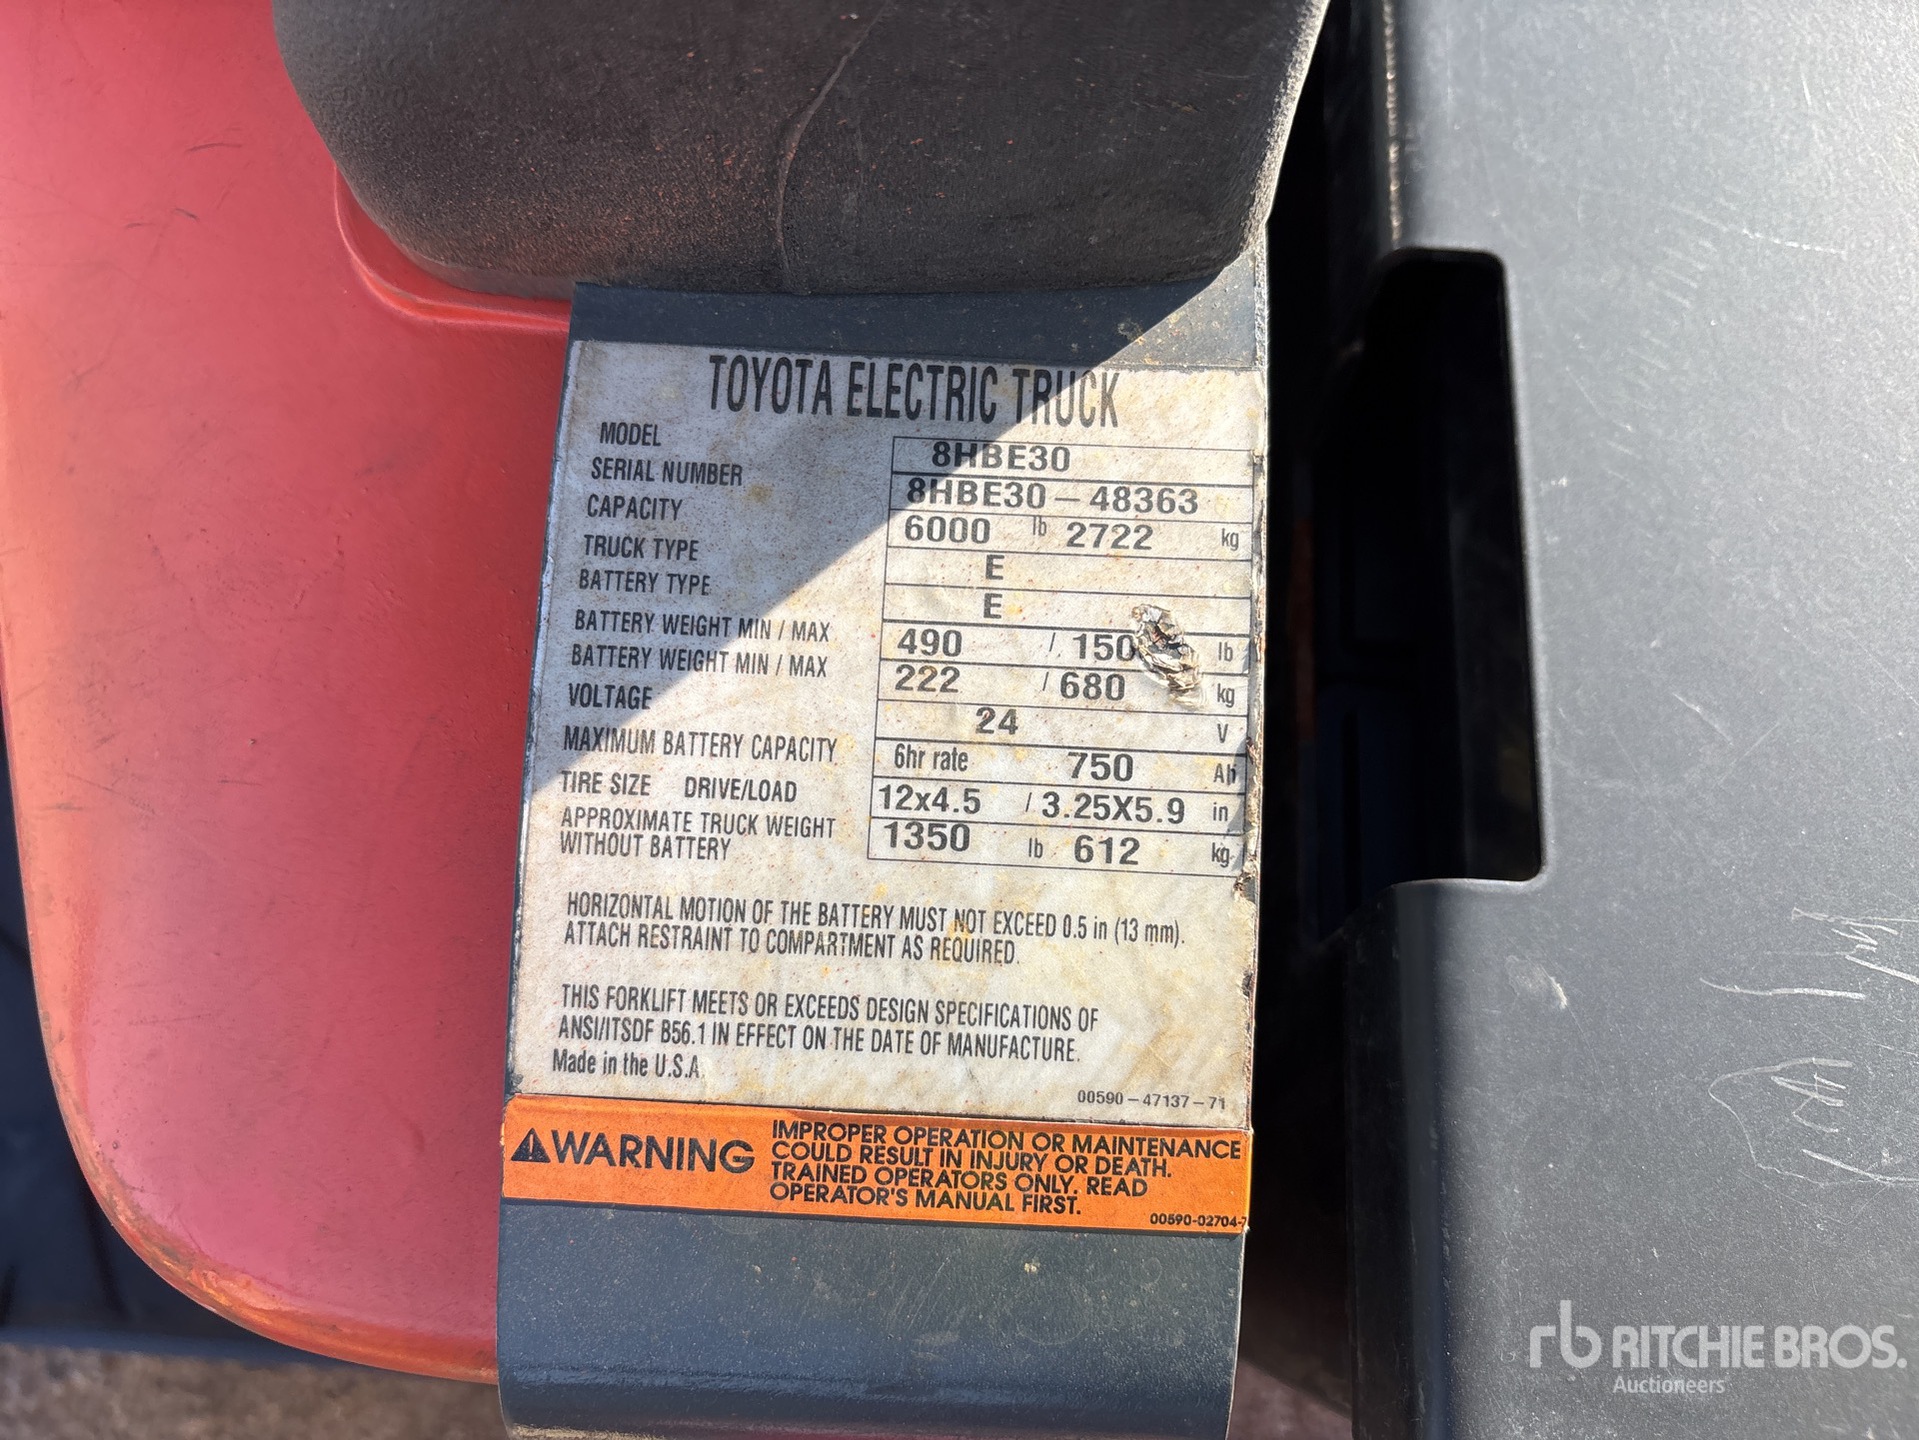 TOYOTA ELECTRIC TRUCK
MODEL 8HBE30
SERIAL NUMBER 8HBE30-48363
CAPACITY 6000 lb 2722 kg
TRUCK TYPE E
BATTERY TYPE E
BATTERY WEIGHT MIN / MAX 490 / 150 lb
BATTERY WEIGHT MIN / MAX 222 / 680 kg
VOLTAGE 24 V
MAXIMUM BATTERY CAPACITY 6hr rate 750 Ah
TIRE SIZE DRIVE/LOAD 12x4.5 / 3.25X5.9 in
APPROXIMATE TRUCK WEIGHT
WITHOUT BATTERY 1350 lb 612 kg
HORIZONTAL MOTION OF THE BATTERY MUST NOT EXCEED 0.5 in (13 mm).
ATTACH RESTRAINT TO COMPARTMENT AS REQUIRED.
THIS FORKLIFT MEETS OR EXCEEDS DESIGN SPECIFICATIONS OF
ANSI/ITSDF B56.1 IN EFFECT ON THE DATE OF MANUFACTURE.
Made in the U.S.A.
00590-47137-71
WARNING
IMPROPER OPERATION OR MAINTENANCE
COULD RESULT IN INJURY OR DEATH.
TRAINED OPERATORS ONLY. READ
OPERATOR'S MANUAL FIRST.
00590-02704-7
rb RITCHIE BROS.
Auctioneers